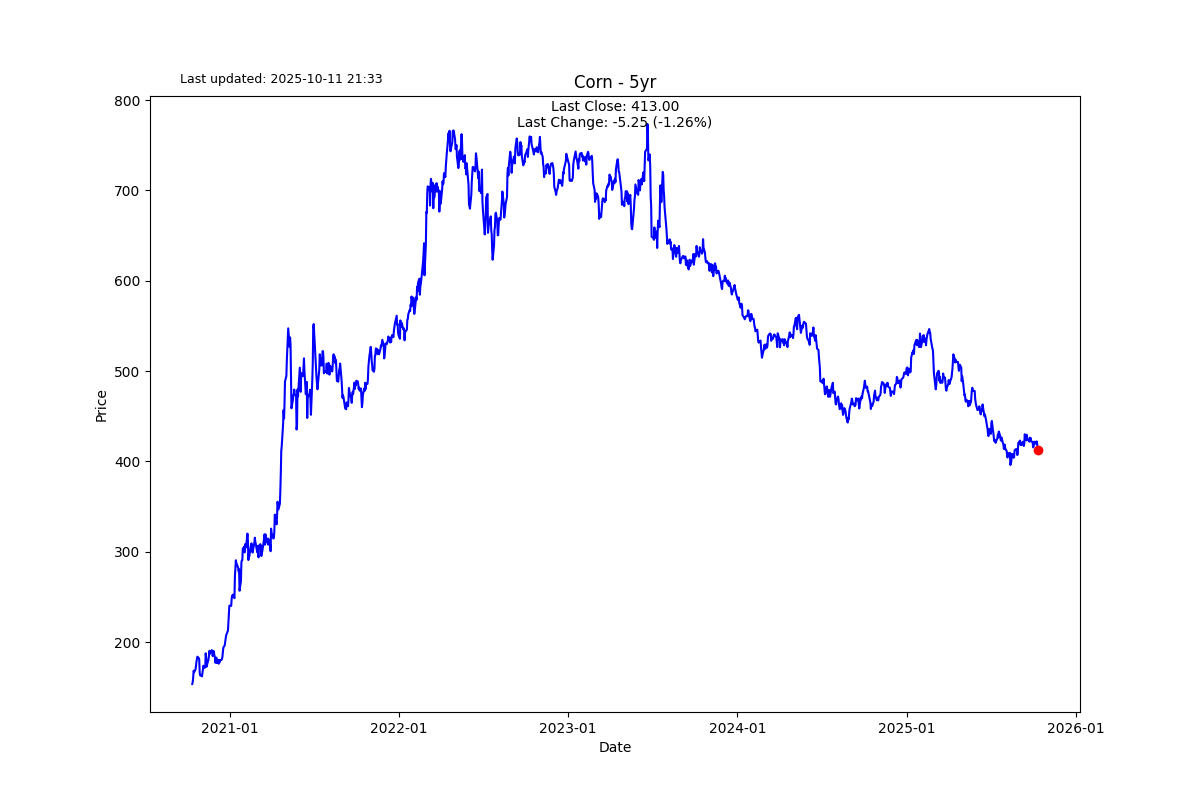 Last updated: 2025-10-11 21:33
Corn - 5yr
Last Close: 413.00
Last Change: -5.25 (-1.26%)
Price
800
700
600
500
400
300
200
2021-01
2022-01
2023-01
2024-01
2025-01
2026-01
Date